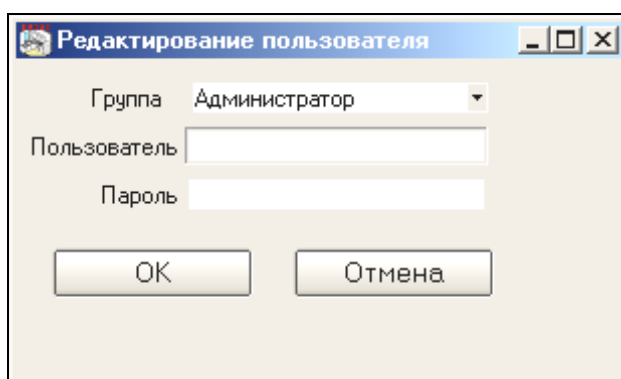 Редактирование пользователя
Группа Администратор
Пользователь
Пароль
OK Отмена